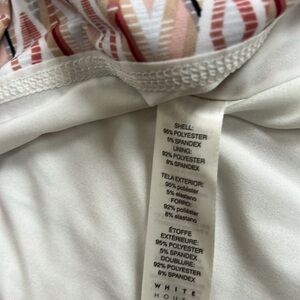 SHELL:
95% POLYESTER
5% SPANDEX
LINING:
92% POLYESTER
8% SPANDEX
TELA EXTERIOR:
95% poliéster
5% elastano
FORRO:
92% poliéster
8% elastano
ÉTOFFE
EXTÉRIEURE:
95% POLYESTER
5% SPANDEX
DOUBLURE:
92% POLYESTER
8% SPANDEX
WHITE
HOU